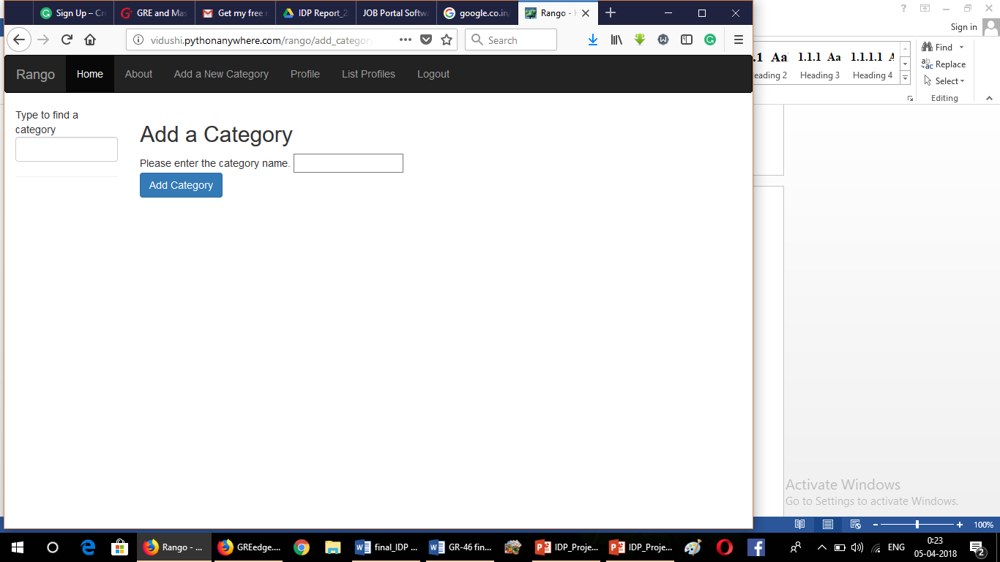 Sign Up – Cre
GRE and Mas
Get my free r
IDP Report_2
JOB Portal Softwa
google.co.in/
Rango - H
vidushi.pythonanywhere.com/rango/add_category
Search
Rango
Home
About
Add a New Category
Profile
List Profiles
Logout
Type to find a
category
Add a Category
Please enter the category name.
Add Category
?
Sign in
.1 Aa
1.1.1 Aa
1.1.1.1 A
eading 2
Heading 3
Heading 4
Find
Replace
Select
Editing
Activate Windows
Go to Settings to activate Windows.
100%
Rango - ...
GREedge....
final_IDP ...
GR-46 fin...
IDP_Proje...
IDP_Proje...
ENG
0:23
05-04-2018
2